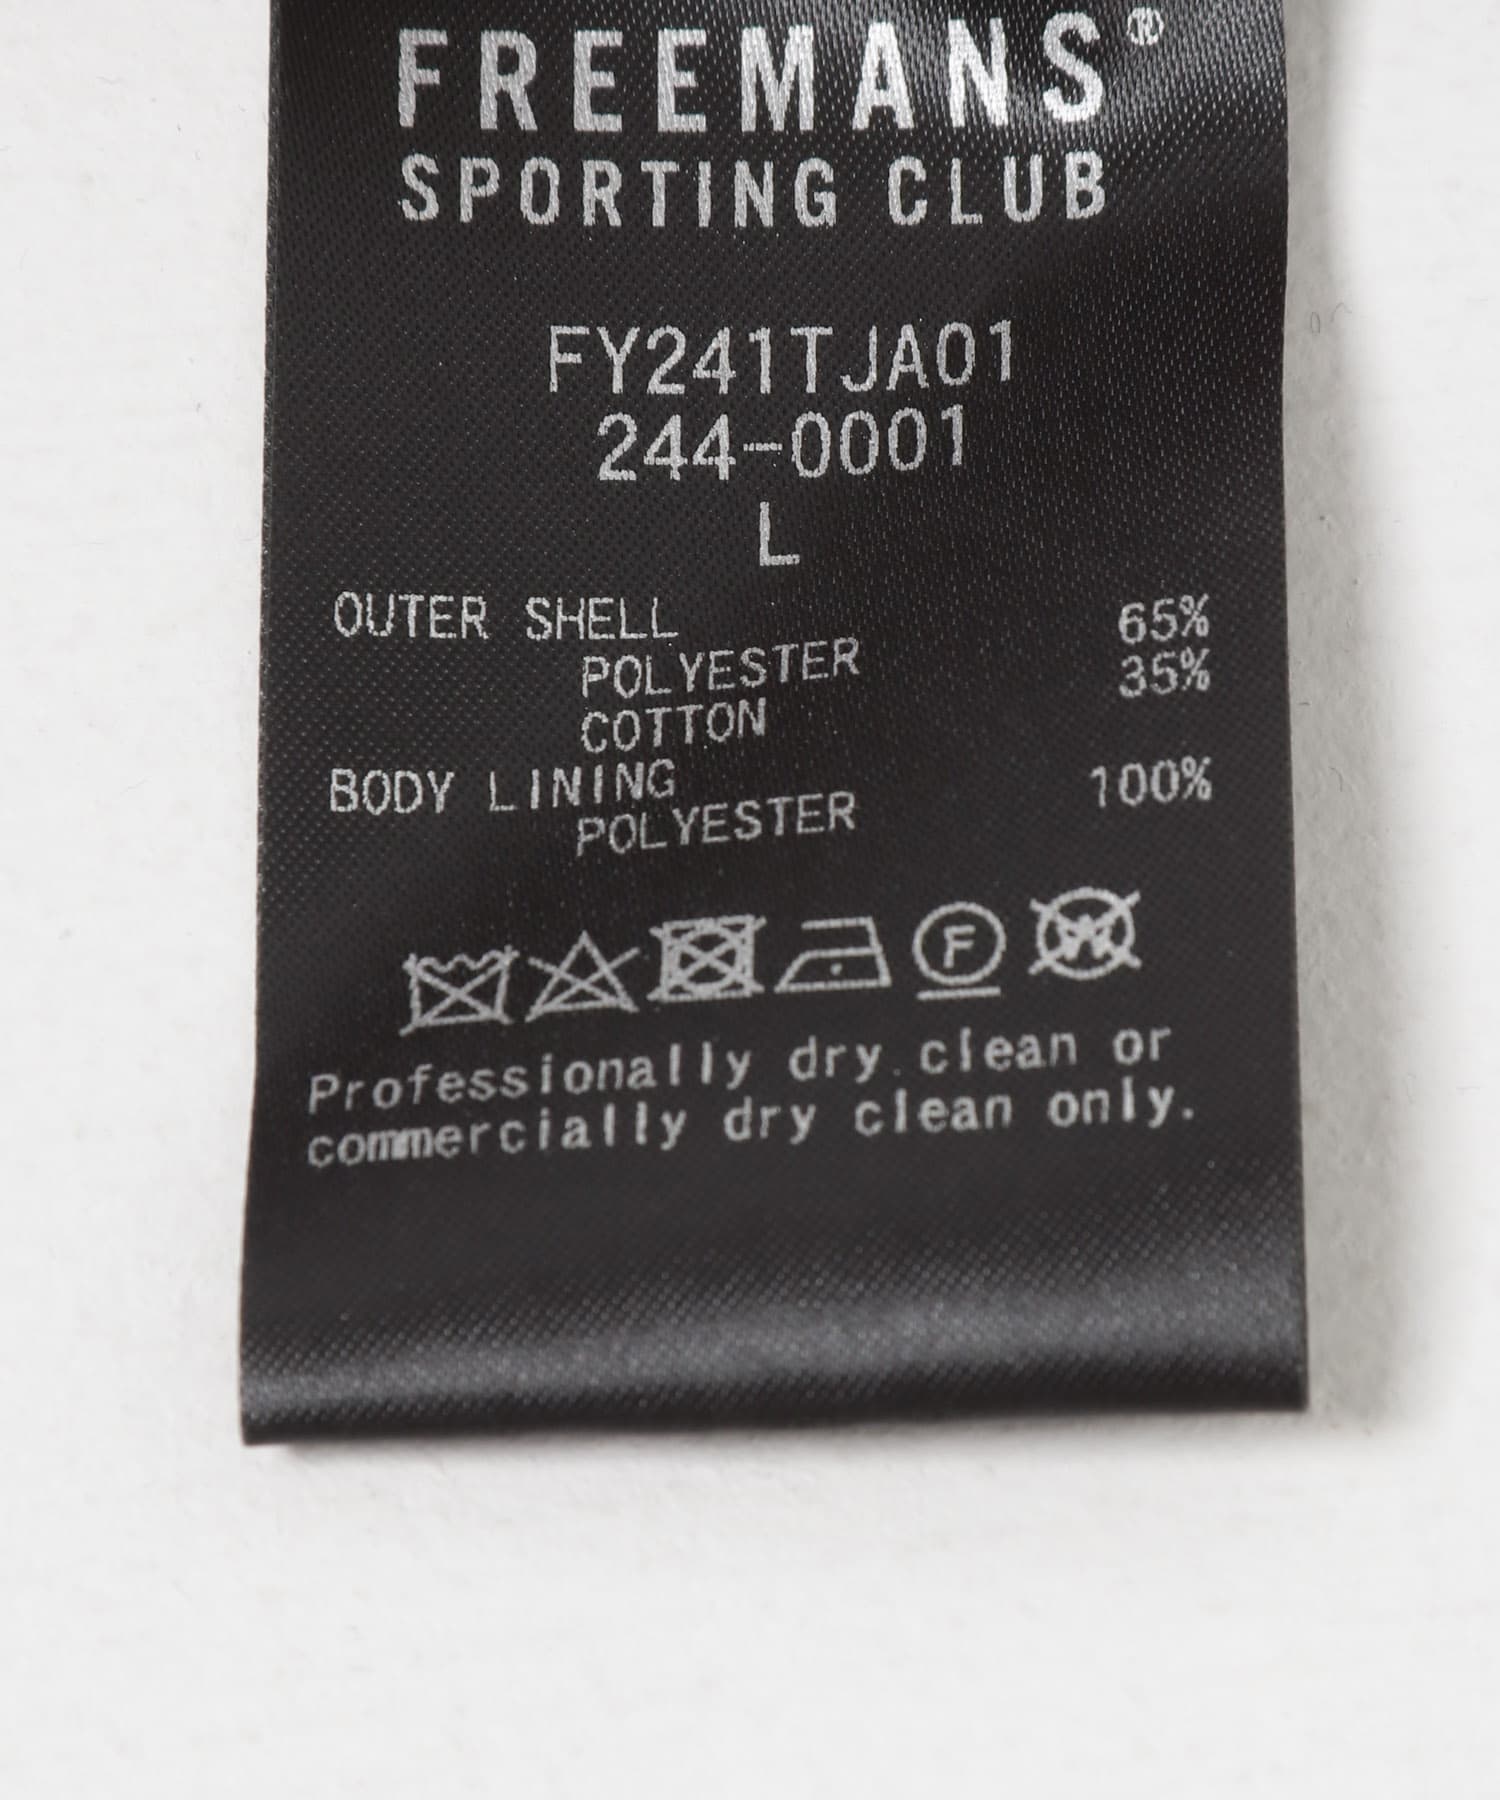 FREEMANS®
SPORTING CLUB
FY241TJA01
244-0001
L
OUTER SHELL 65%
POLYESTER 35%
COTTON
BODY LINING 100%
POLYESTER
F W
Professionally dry clean or
commercially dry clean only.